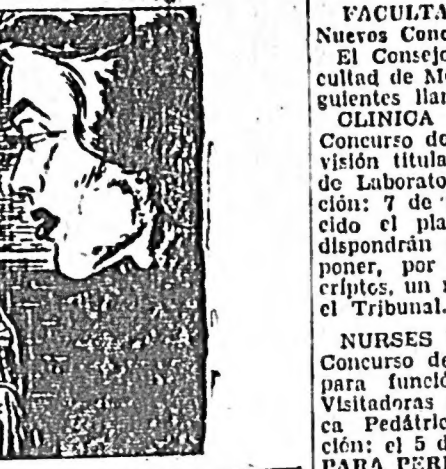 FACULTA
Nuevos Conc
El Consejo
cultad de M
guientes llar
CLINICA
Concurso de
visión titula
de Laborato
ción: 7 de
cido el pla
dispondrán
poner, por
criptos, un
el Tribunal.
NURSES
Concurso de
para funció
Visitadoras
ca Pedátric
ción: el 5 d
PARA PER